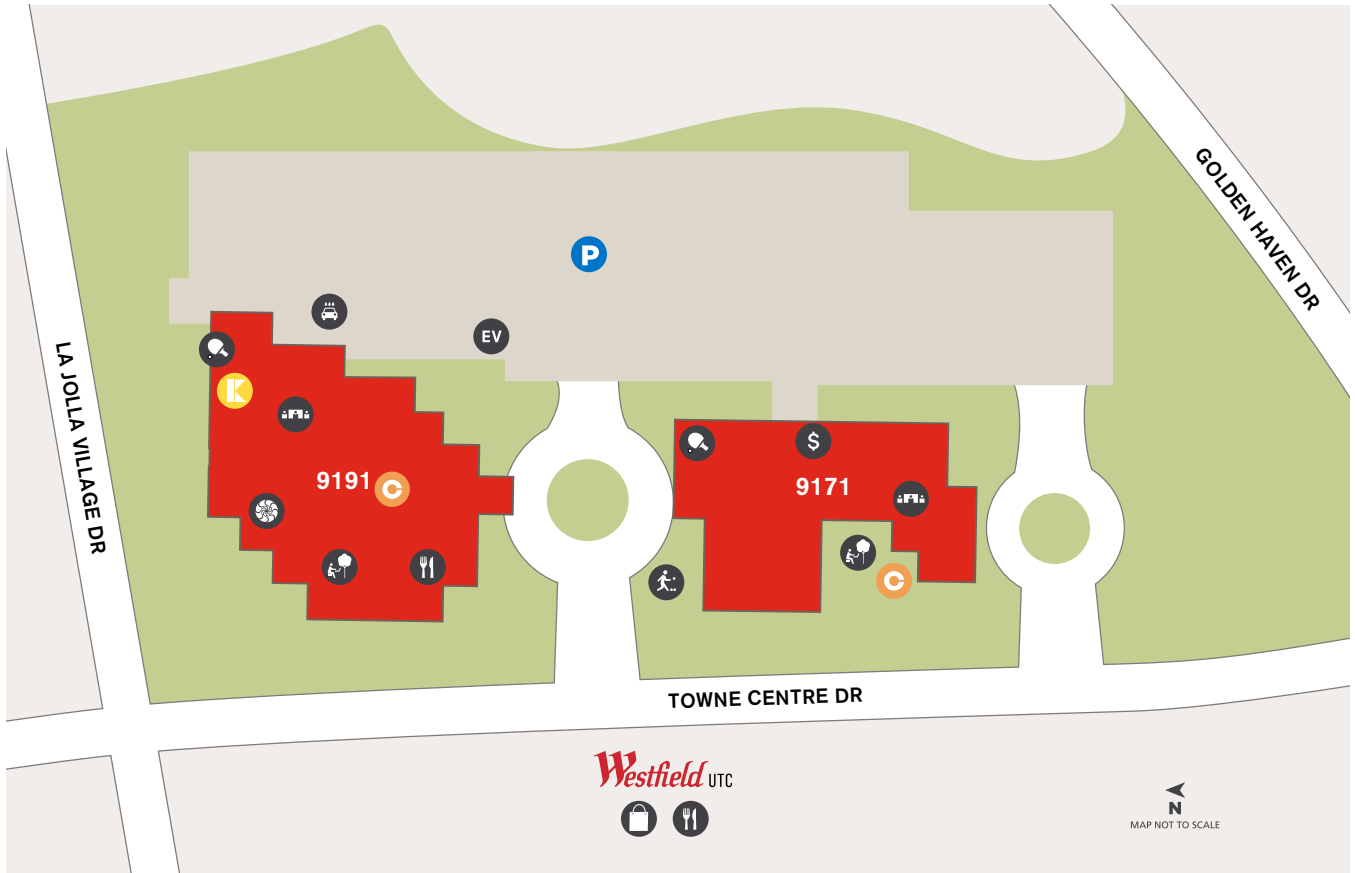 GOLDEN HAVEN DR
P
EV
LA JOLLA VILLAGE DR
K
$
9191
C
9171
C
TOWNE CENTRE DR
Westfield UTC
N
MAP NOT TO SCALE